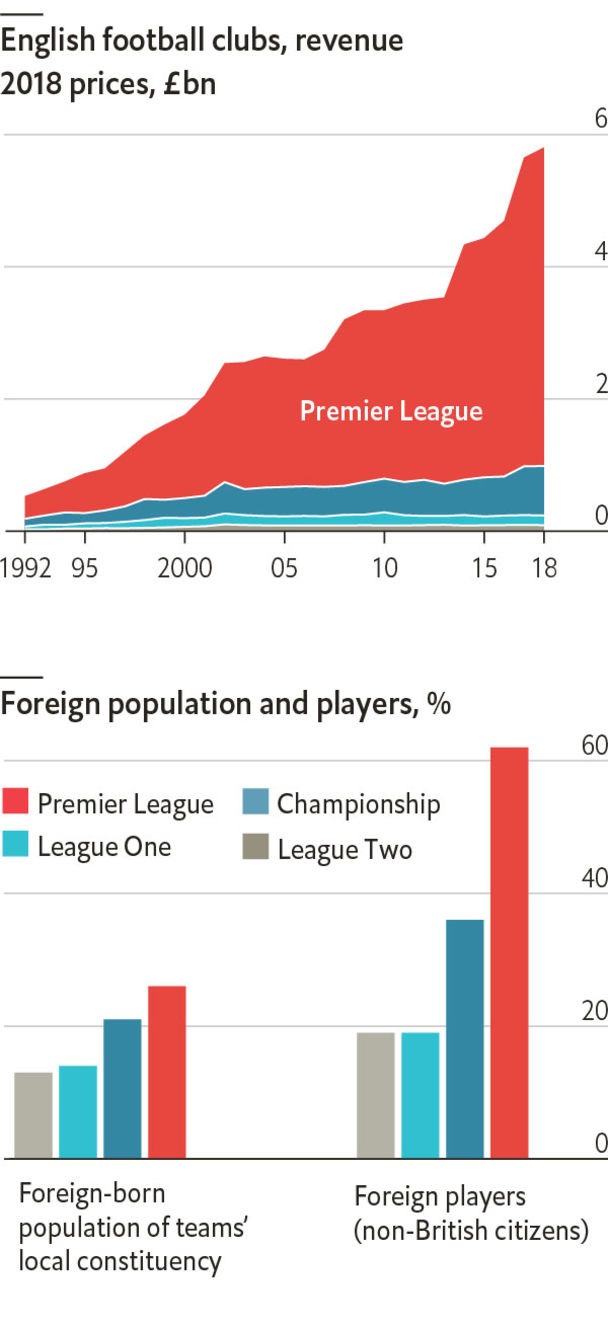 English football clubs, revenue
2018 prices, £bn
6
4
2
0
Premier League
1992 95 2000 05 10 15 18
Foreign population and players, %
60
40
20
0
Premier League Championship
League One League Two
Foreign-born
population of teams’
local constituency
Foreign players
(non-British citizens)